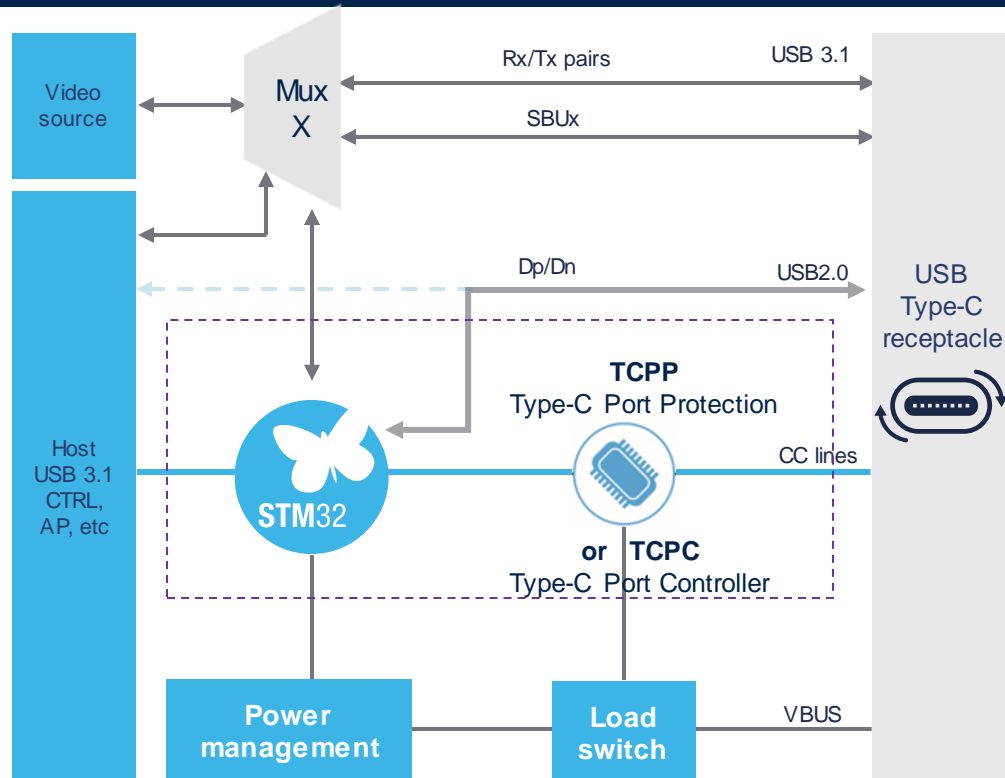 Video
source
Mux
X
Rx/Tx pairs
USB 3.1
SBUx
Dp/Dn
USB2.0
USB
Type-C
receptacle
TCPP
Type-C Port Protection
Host
USB 3.1
CTRL,
AP, etc
STM32
CC lines
or TCPC
Type-C Port Controller
Power
management
Load
switch
VBUS